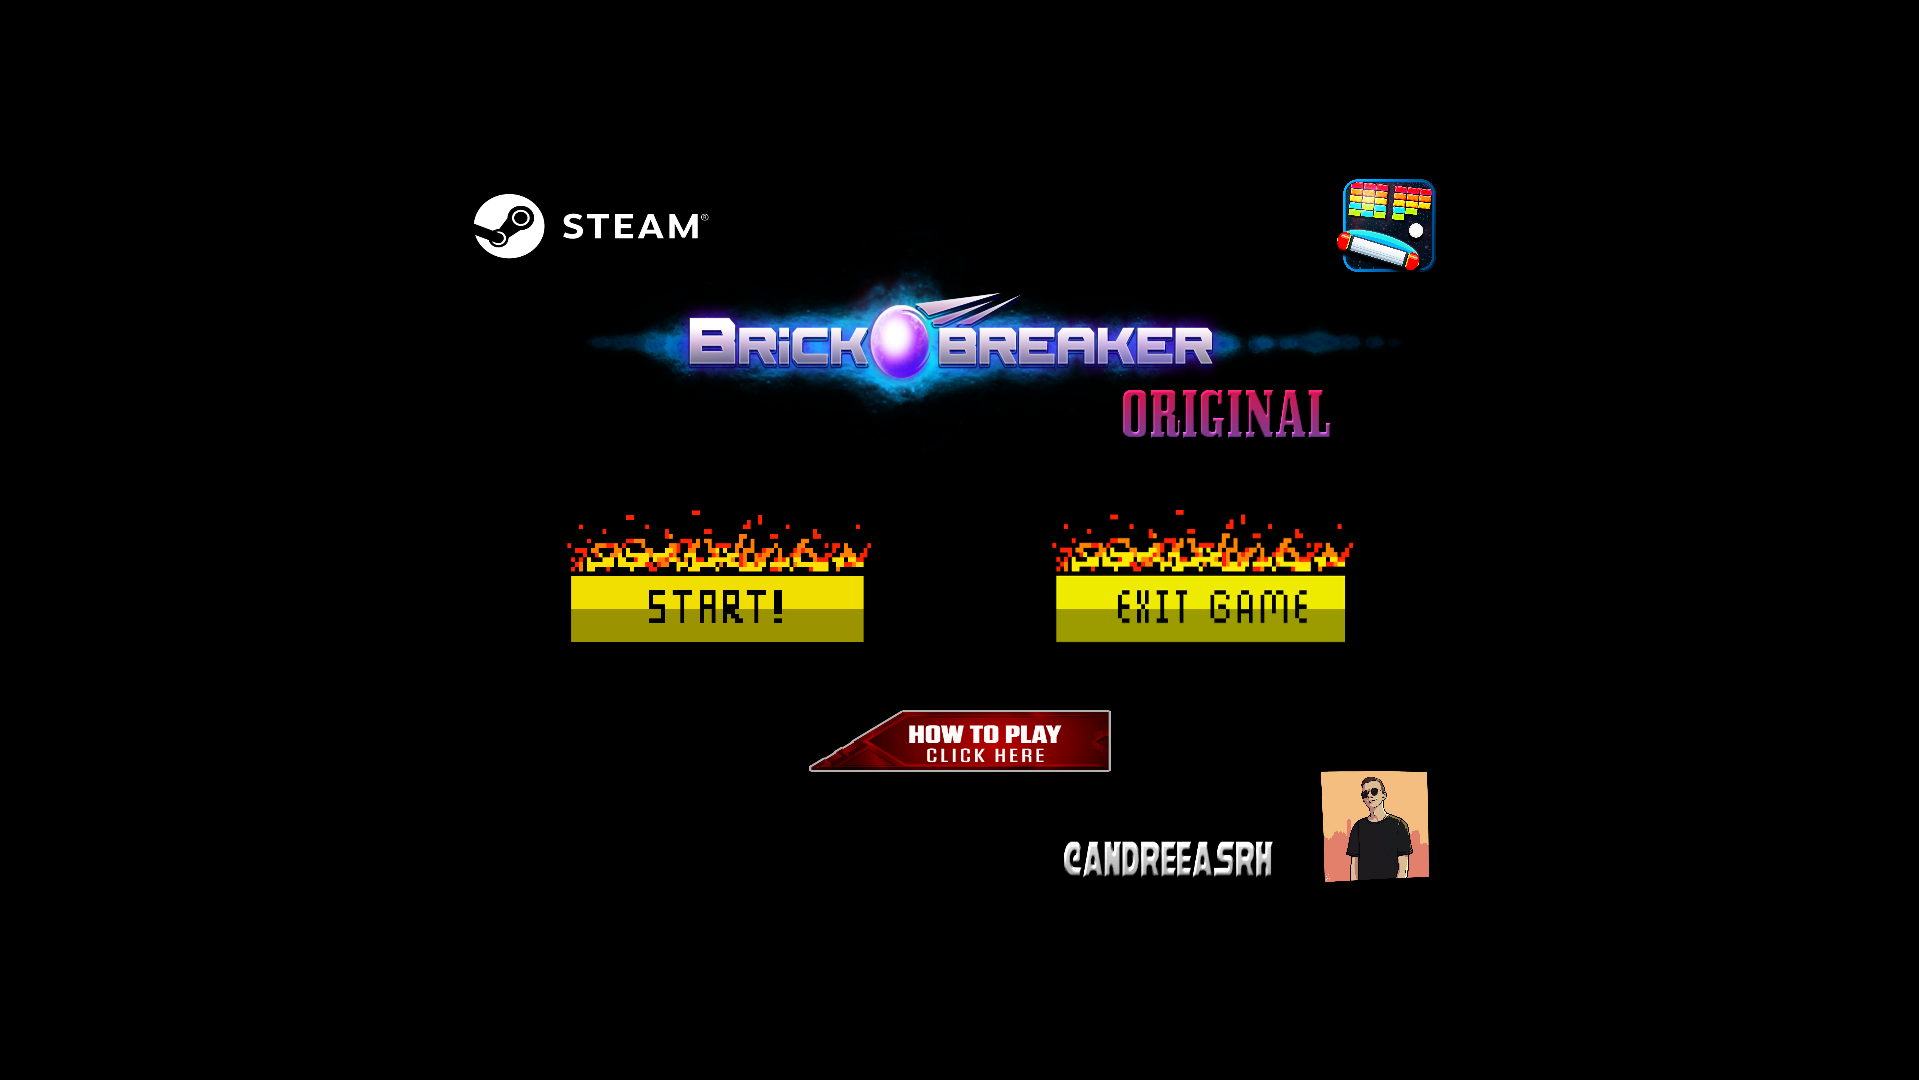 STEAM®
BRiCK BREAKER
ORIGINAL
START!
EXIT GAME
HOW TO PLAY
CLICK HERE
@ANDREEASRH